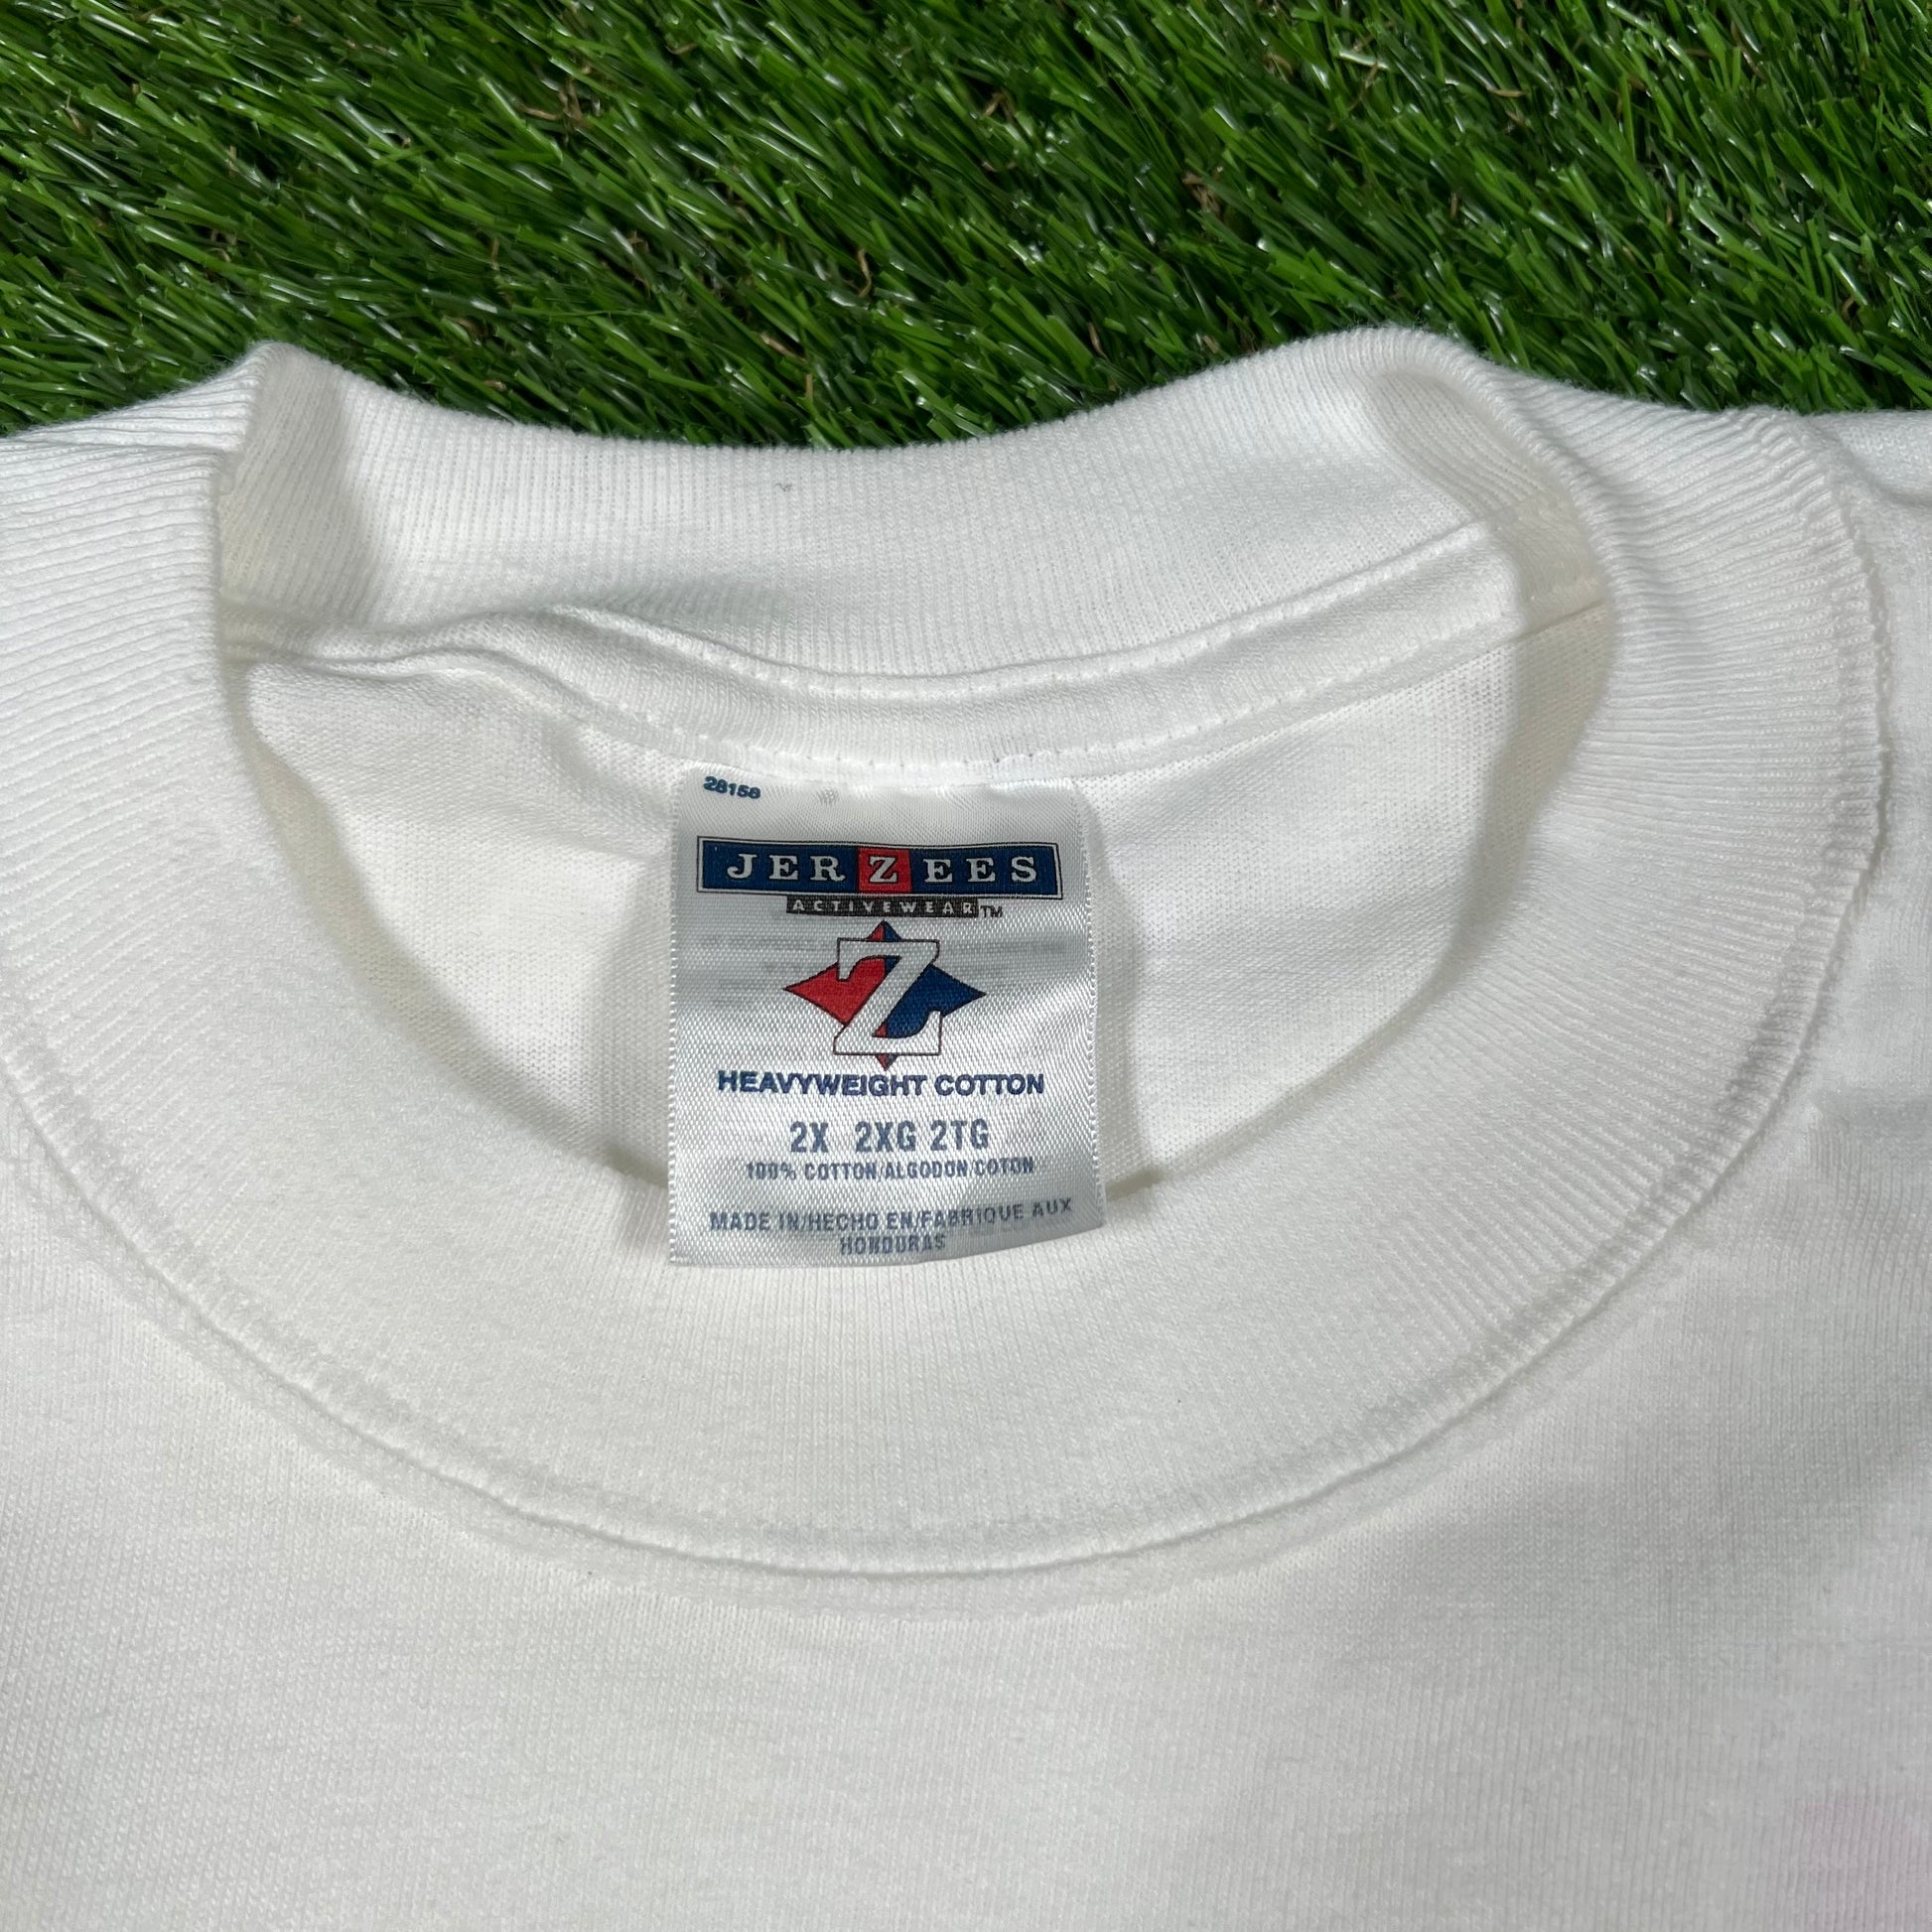 28158
JERZEES
ACTIVEWEAR™
Z
HEAVYWEIGHT COTTON
2X 2XG 2TG
100% COTTON/ALGODON/COTON
MADE IN/HECHO EN/FABRIQUE AUX
HONDURAS